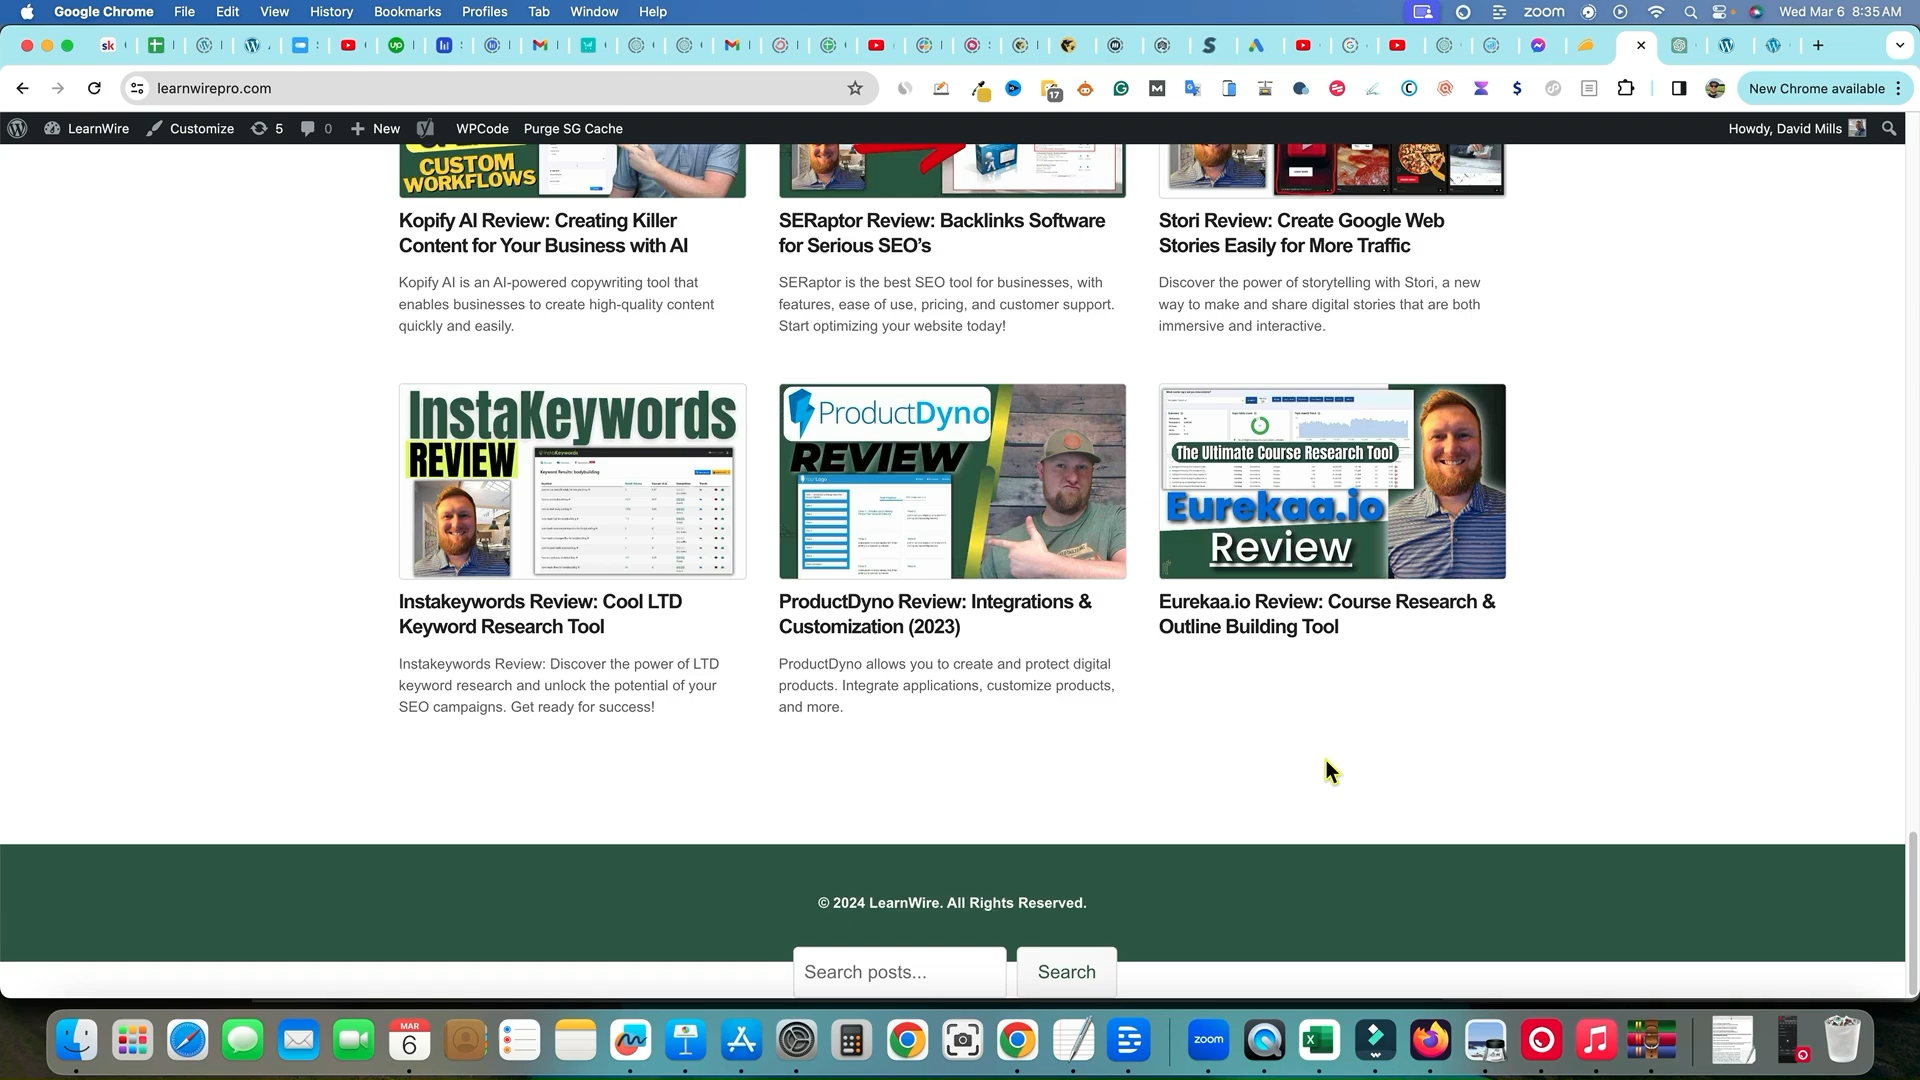 Google Chrome File Edit View History Bookmarks Profiles Tab Window Help zoom Wed Mar 6 8:35 AM
learnwirepro.com 17 New Chrome available
LearnWire Customize 5 0 New WPCode Purge SG Cache Howdy, David Mills
CUSTOM
WORKFLOWS
Kopify AI Review: Creating Killer
Content for Your Business with AI
Kopify AI is an AI-powered copywriting tool that
enables businesses to create high-quality content
quickly and easily.
SERaptor Review: Backlinks Software
for Serious SEO's
SERaptor is the best SEO tool for businesses, with
features, ease of use, pricing, and customer support.
Start optimizing your website today!
Stori Review: Create Google Web
Stories Easily for More Traffic
Discover the power of storytelling with Stori, a new
way to make and share digital stories that are both
immersive and interactive.
InstaKeywords
REVIEW
InstaKeywords
Keyword Results: bodybuilding
Instakeywords Review: Cool LTD
Keyword Research Tool
Instakeywords Review: Discover the power of LTD
keyword research and unlock the potential of your
SEO campaigns. Get ready for success!
ProductDyno
REVIEW
ProductDyno Review: Integrations &
Customization (2023)
ProductDyno allows you to create and protect digital
products. Integrate applications, customize products,
and more.
The Ultimate Course Research Tool
Eurekaa.io
Review
Eurekaa.io Review: Course Research &
Outline Building Tool
© 2024 LearnWire. All Rights Reserved.
Search posts... Search
MAR
6
zoom